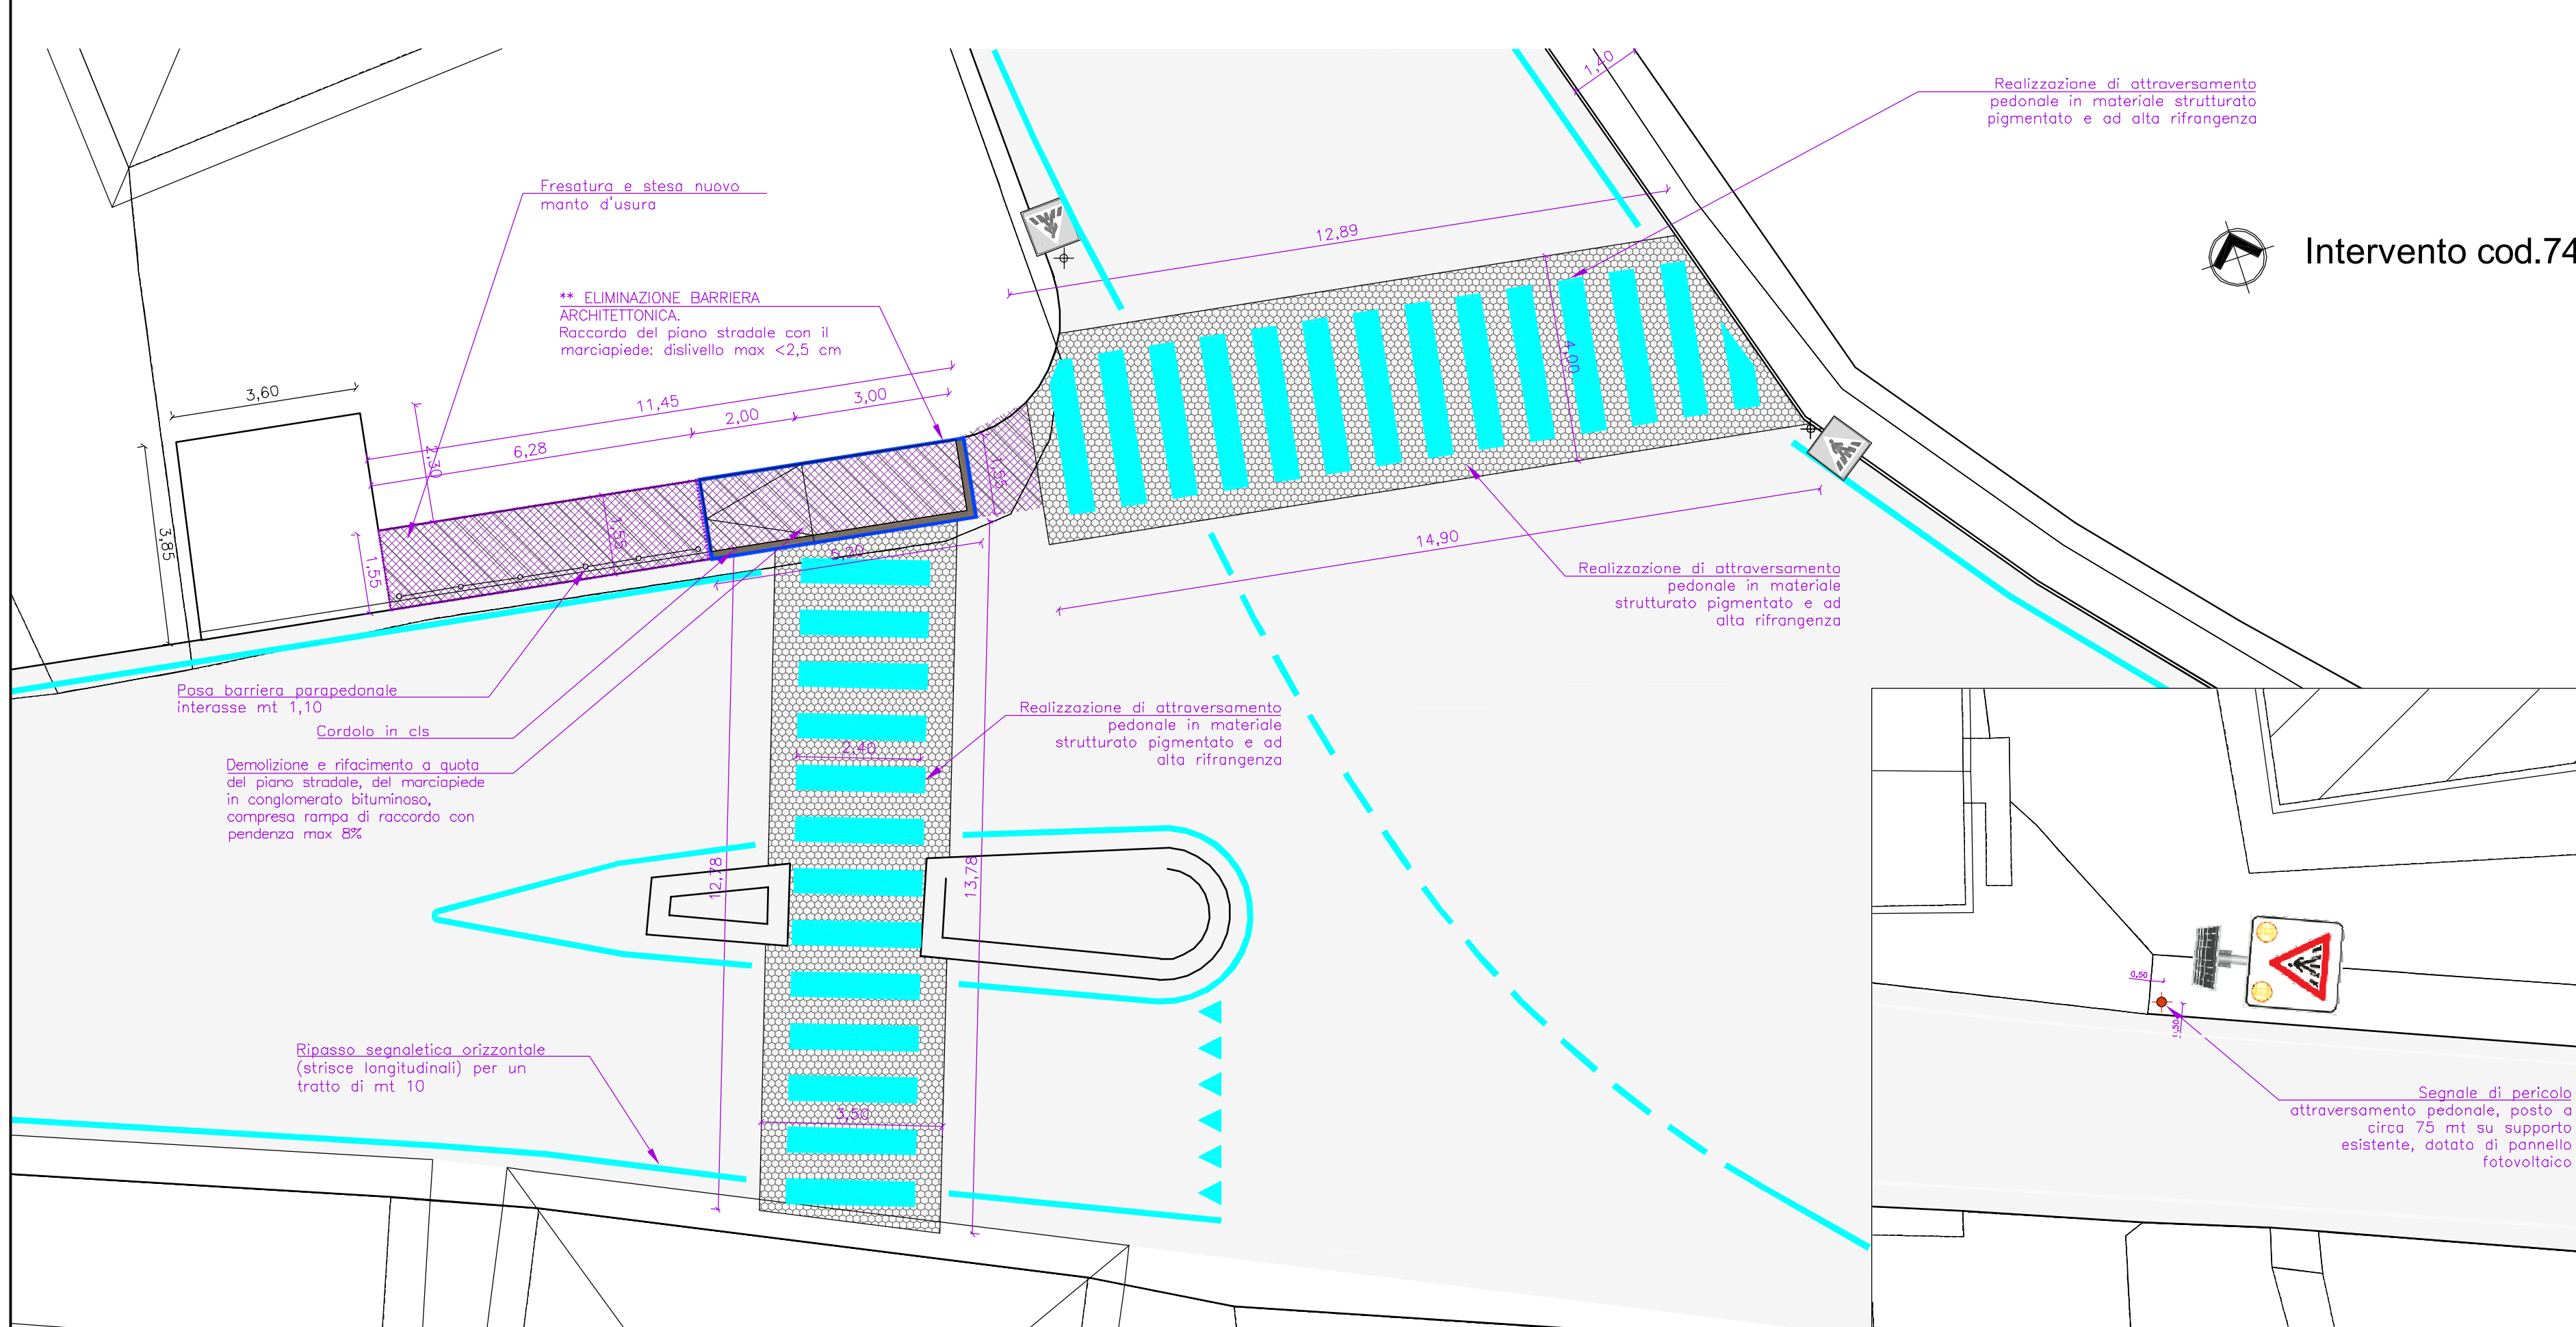 1,40
Realizzazione di attraversamento
pedonale in materiale strutturato
pigmentato e ad alta rifrangenza
Fresatura e stesa nuovo
manto d'usura
12,89
Intervento cod.74
** ELIMINAZIONE BARRIERA
ARCHITETTONICA.
Raccordo del piano stradale con il
marciapiede: dislivello max <2,5 cm
4,00
3,60
11,45
2,00
3,00
6,28
2,30
1,55
1,55
3,85
1,55
6,20
14,90
Realizzazione di attraversamento
pedonale in materiale
strutturato pigmentato e ad
alta rifrangenza
Posa barriera parapedonale
interasse mt 1,10
Cordolo in cls
Demolizione e rifacimento a quota
del piano stradale, del marciapiede
in conglomerato bituminoso,
compresa rampa di raccordo con
pendenza max 8%
Realizzazione di attraversamento
pedonale in materiale
strutturato pigmentato e ad
alta rifrangenza
2,40
12,78
13,78
0,50
Ripasso segnaletica orizzontale
(strisce longitudinali) per un
tratto di mt 10
3,50
Segnale di pericolo
attraversamento pedonale, posto a
circa 75 mt su supporto
esistente, dotato di pannello
fotovoltaico